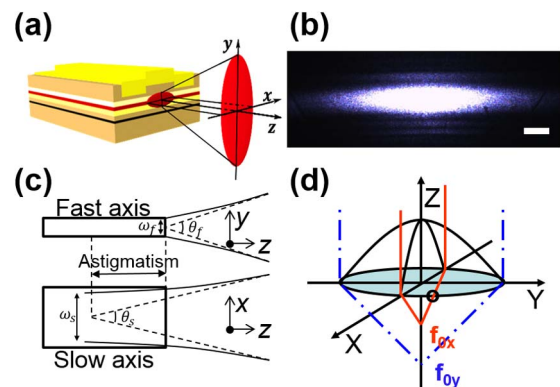 (a)
y
x
z
(b)
(c)
Fast axis
ω_f
θ_f
y
z
Astigmatism
ω_s
θ_s
x
z
Slow axis
(d)
Z
Y
X
o
f_0x
f_0y